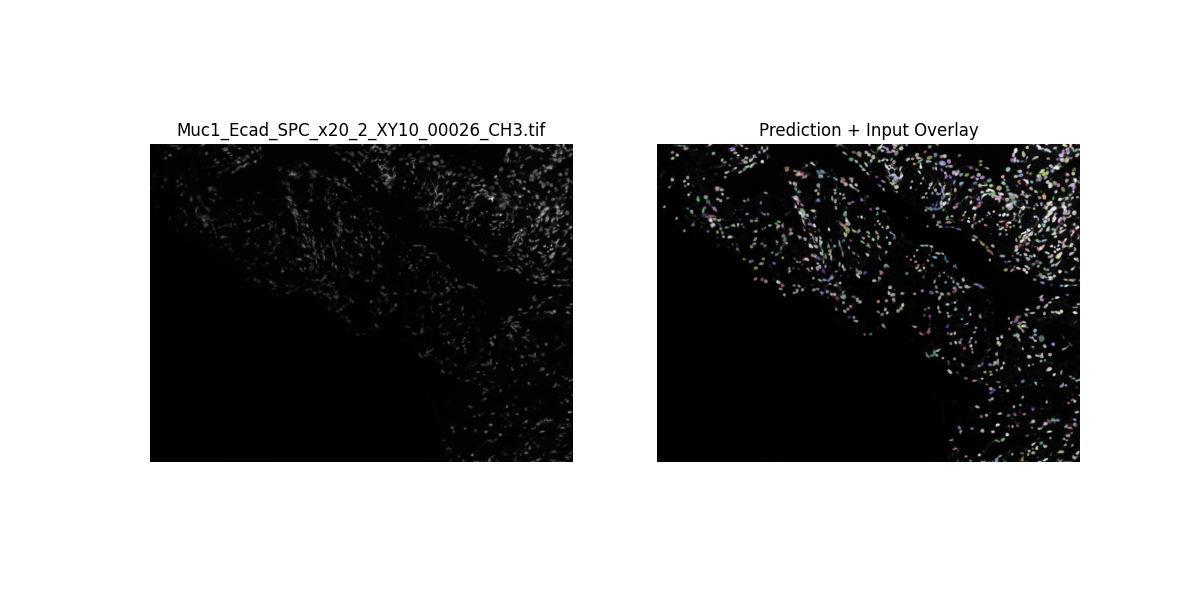 Muc1_Ecad_SPC_x20_2_XY10_00026_CH3.tif
Prediction + Input Overlay